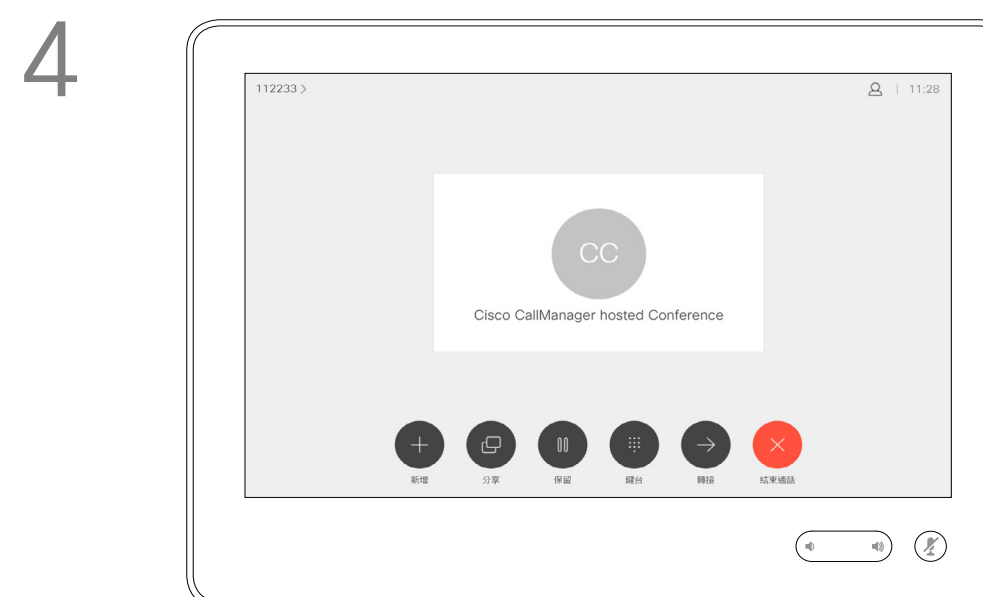 4
112233 >
| 11:28
CC
Cisco CallManager hosted Conference
新增
分享
保留
鍵台
轉接
結束通話